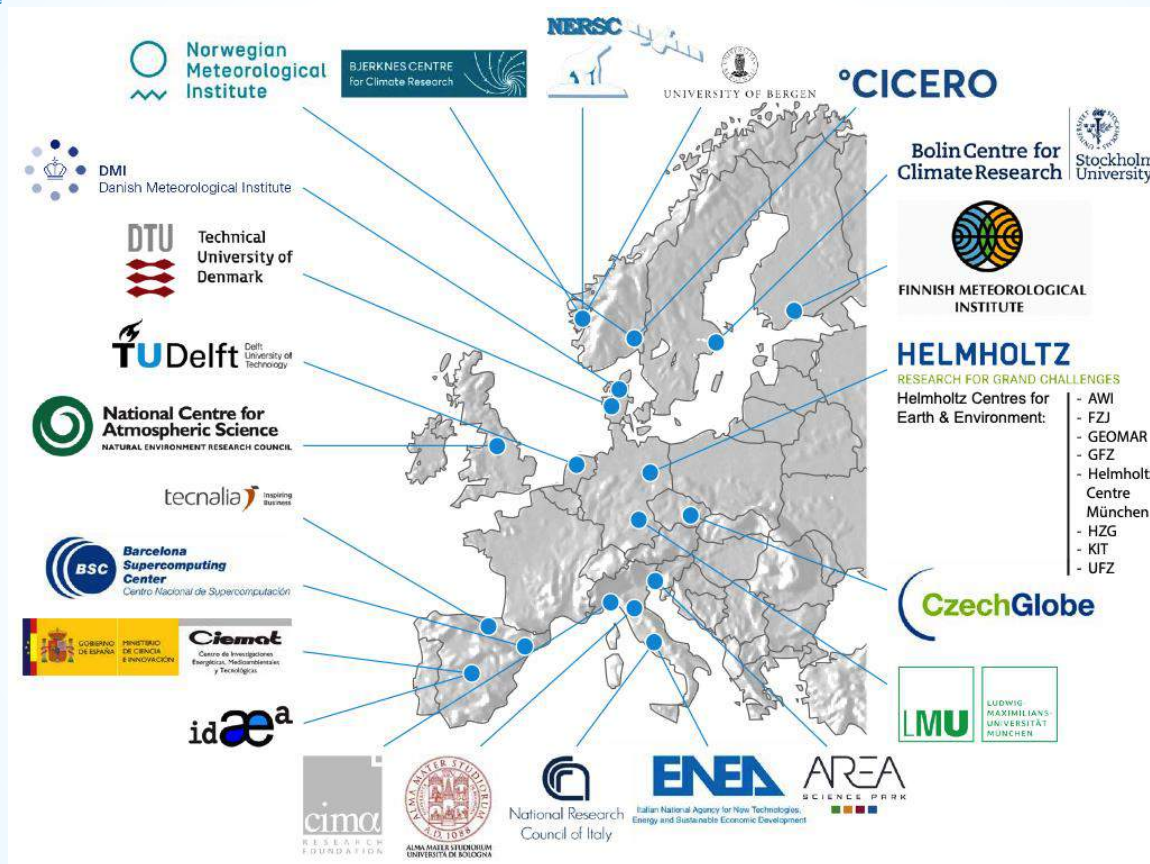 Norwegian
Meteorological
Institute
BJERKNES CENTRE
for Climate Research
NERSC
UNIVERSITY OF BERGEN
°CICERO
Bolin Centre for
Climate Research
Stockholm
University
DMI
Danish Meteorological Institute
DTU
Technical
University of
Denmark
FINNISH METEOROLOGICAL
INSTITUTE
TUDelft
Delft
University of
Technology
HELMHOLTZ
RESEARCH FOR GRAND CHALLENGES
Helmholtz Centres for
Earth & Environment:
- AWI
- FZJ
- GEOMAR
- GFZ
- Helmholtz
Centre
München
- HZG
- KIT
- UFZ
National Centre for
Atmospheric Science
NATURAL ENVIRONMENT RESEARCH COUNCIL
tecnalia
Inspiring
Business
BSC
Barcelona
Supercomputing
Center
Centro Nacional de Supercomputación
CzechGlobe
GOBIERNO
DE ESPAÑA
MINISTERIO
DE CIENCIA
E INNOVACIÓN
Ciemat
Centro de Investigaciones
Energéticas, Medioambientales
y Tecnológicas
LMU
LUDWIG-
MAXIMILIANS-
UNIVERSITÄT
MÜNCHEN
idæa
cima
RESEARCH
FOUNDATION
ALMA MATER STUDIORUM
A.D. 1088
ALMA MATER STUDIORUM
UNIVERSITÀ DI BOLOGNA
National Research
Council of Italy
ENEA
Italian National Agency for New Technologies,
Energy and Sustainable Economic Development
AREA
SCIENCE PARK